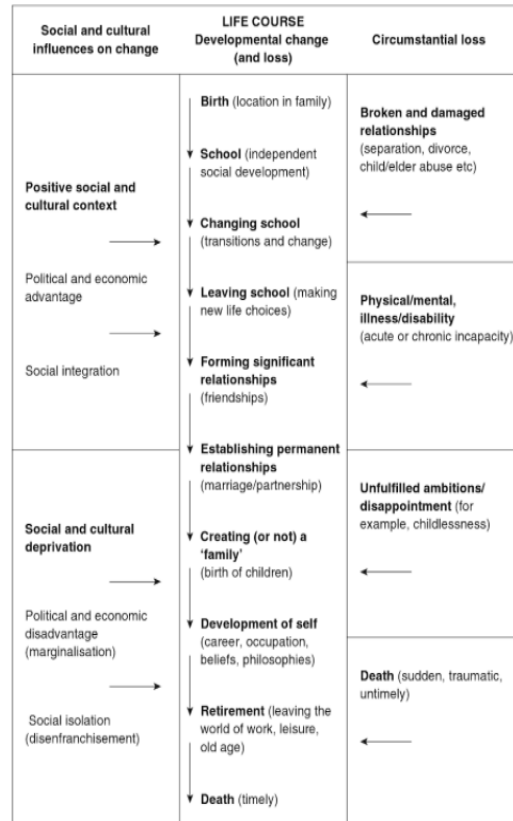 Social and cultural
influences on change
LIFE COURSE
Developmental change
(and loss)
Circumstantial loss
Positive social and
cultural context
Political and economic
advantage
Social integration
Social and cultural
deprivation
Political and economic
disadvantage
(marginalisation)
Social isolation
(disenfranchisement)
Birth (location in family)
School (independent
social development)
Changing school
(transitions and change)
Leaving school (making
new life choices)
Forming significant
relationships
(friendships)
Establishing permanent
relationships
(marriage/partnership)
Creating (or not) a
‘family’
(birth of children)
Development of self
(career, occupation,
beliefs, philosophies)
Retirement (leaving the
world of work, leisure,
old age)
Death (timely)
Broken and damaged
relationships
(separation, divorce,
child/elder abuse etc)
Physical/mental,
illness/disability
(acute or chronic incapacity)
Unfulfilled ambitions/
disappointment (for
example, childlessness)
Death (sudden, traumatic,
untimely)